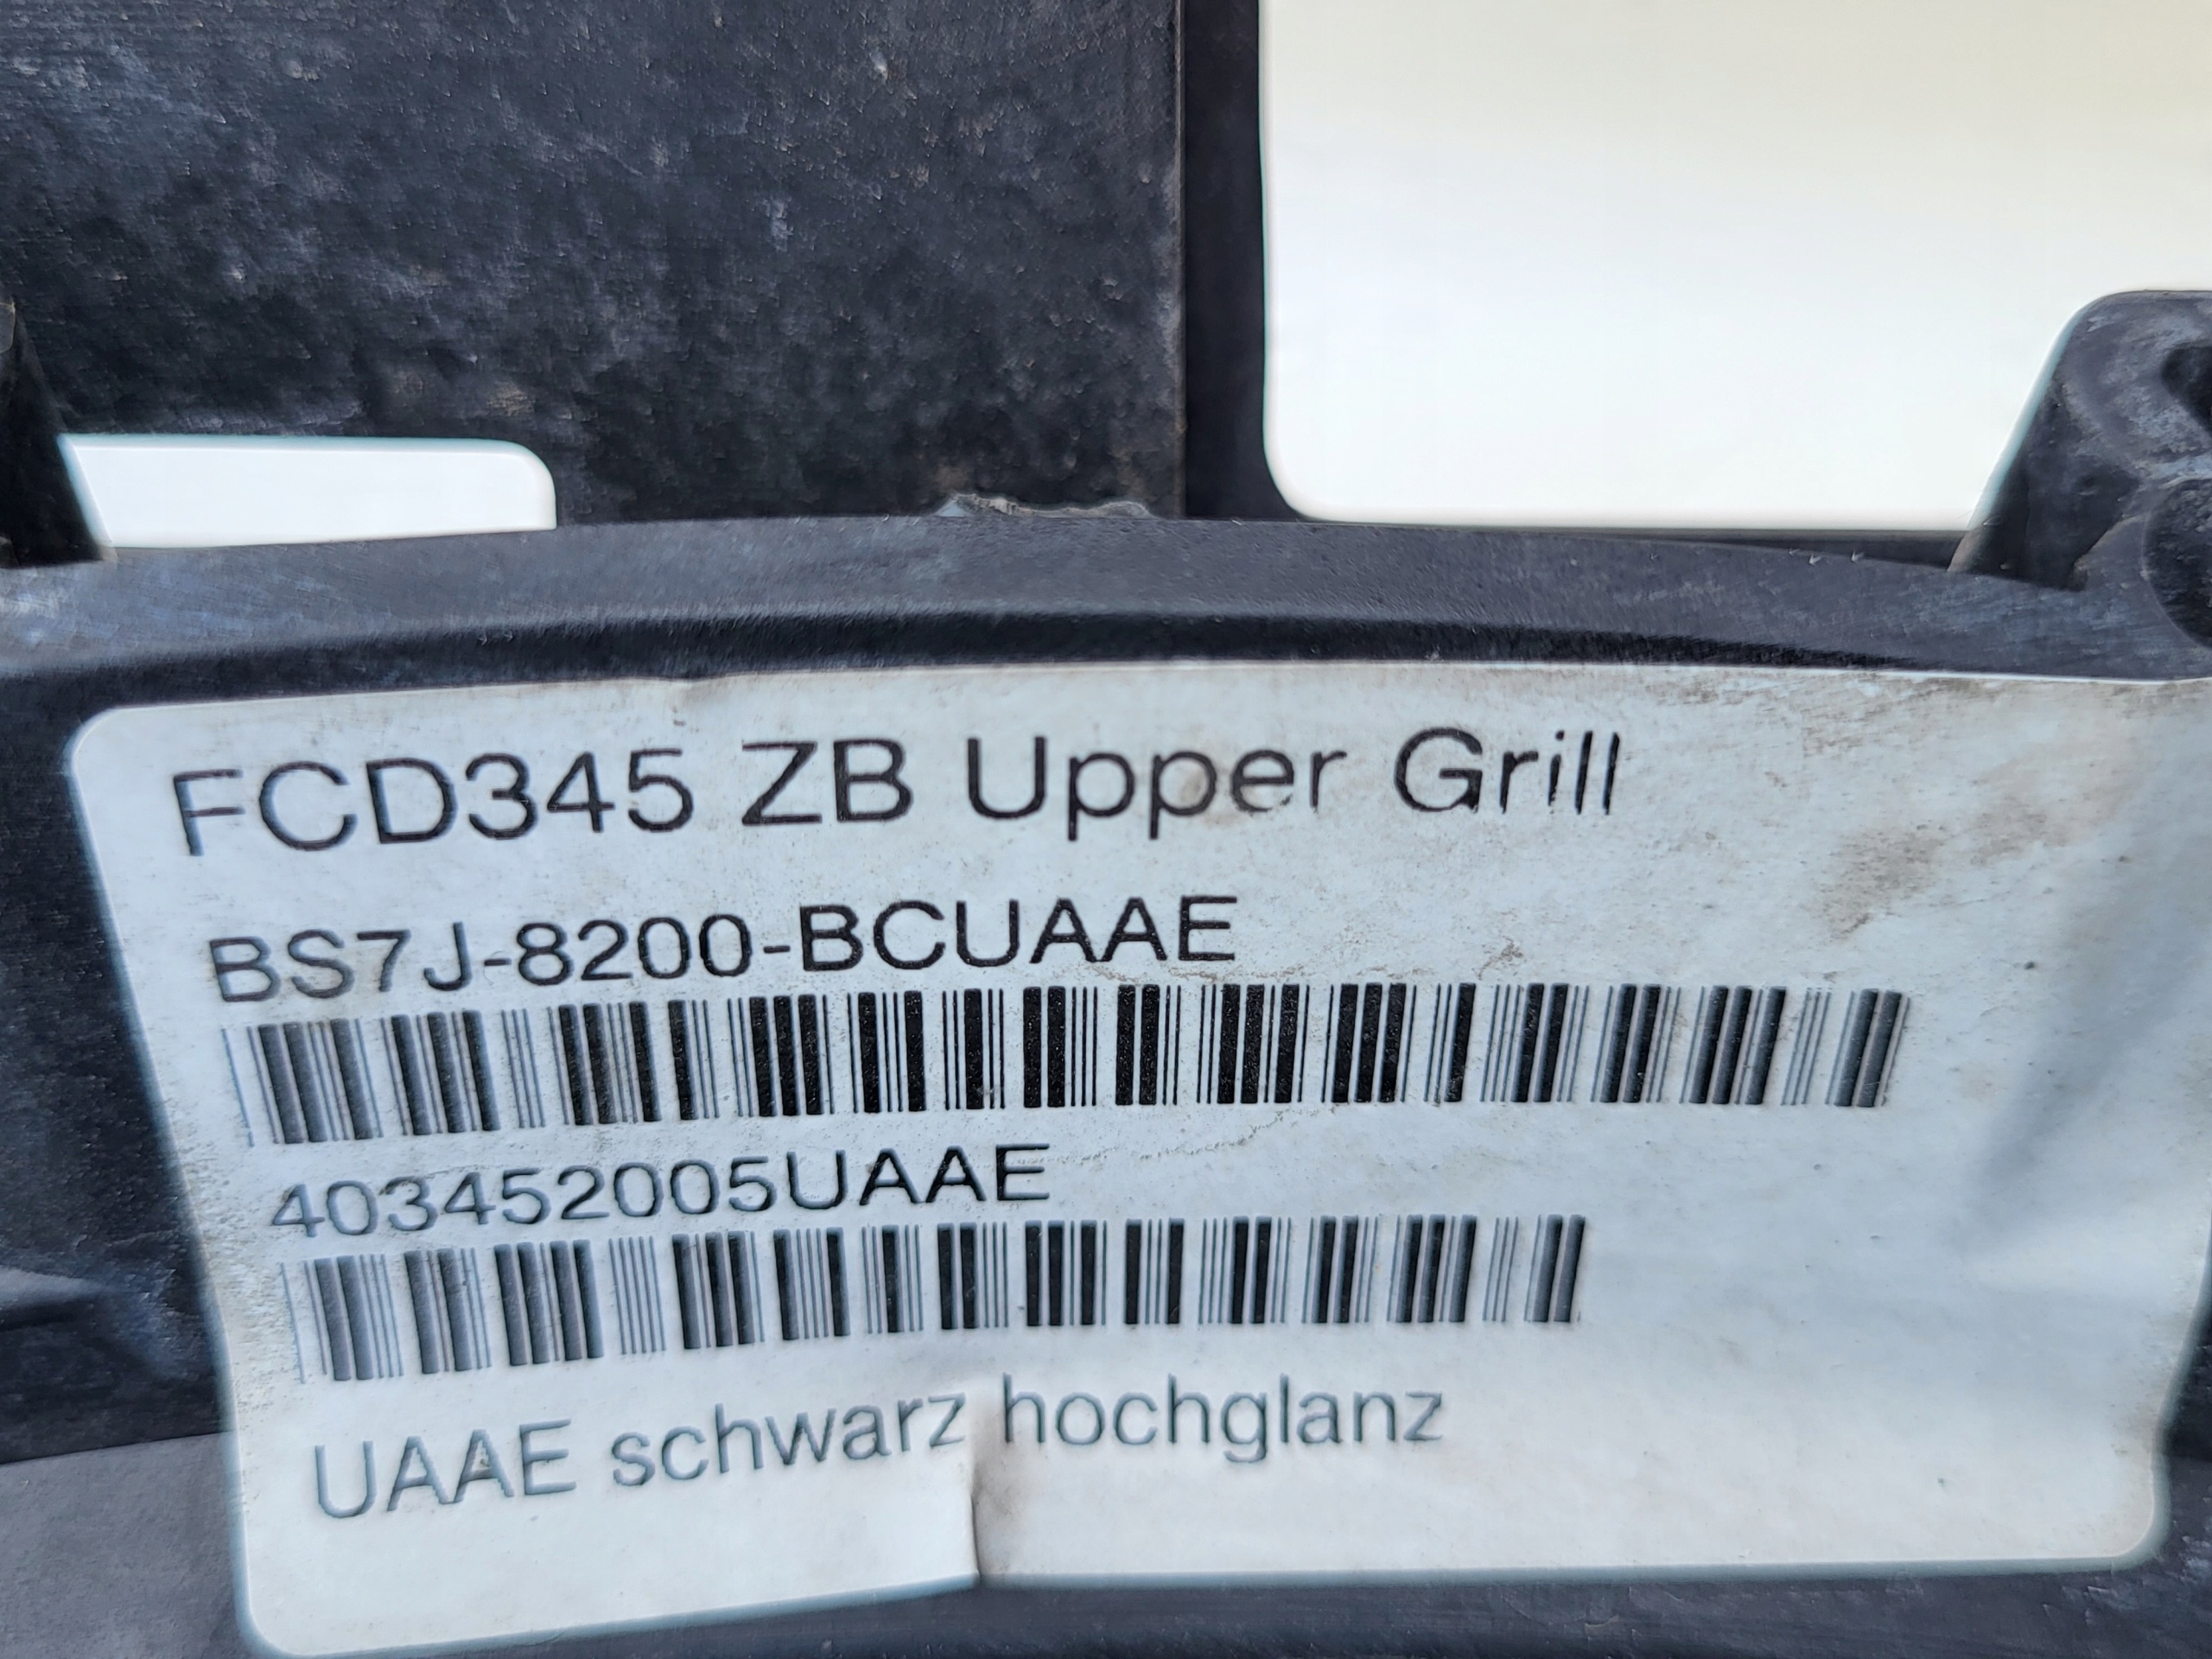 FCD345 ZB Upper Grill
BS7J-8200-BCUAAE
403452005UAAE
UAAE schwarz hochglanz